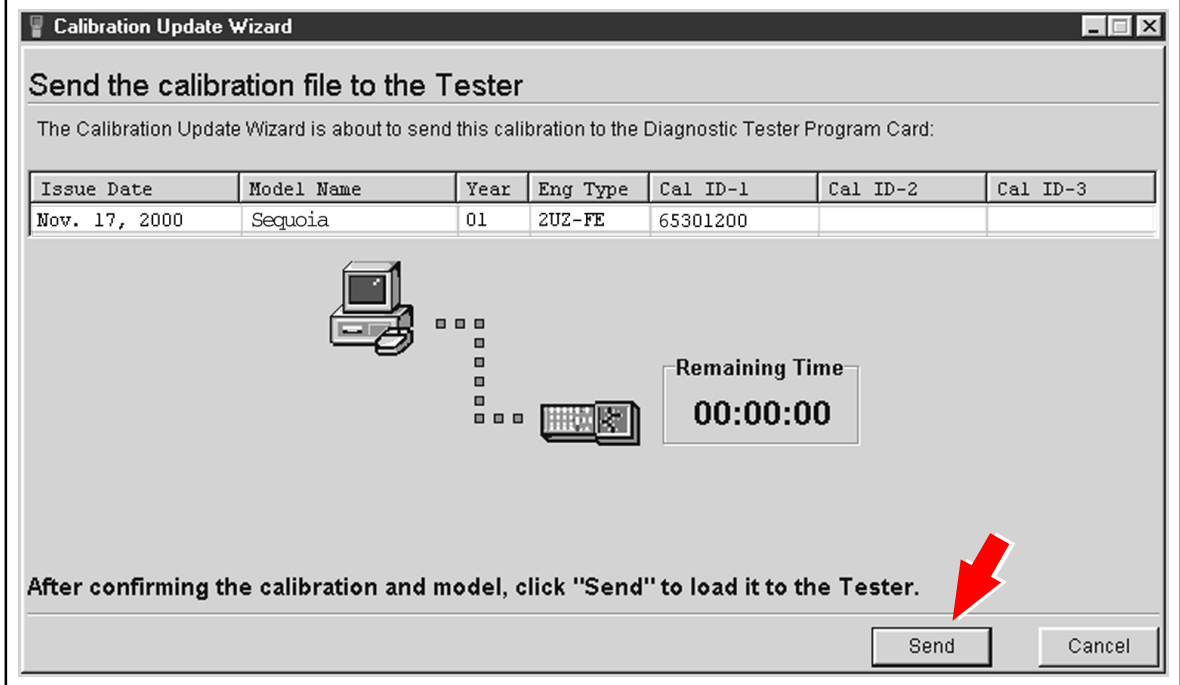 Calibration Update Wizard
Send the calibration file to the Tester
The Calibration Update Wizard is about to send this calibration to the Diagnostic Tester Program Card:
Issue Date Model Name Year Eng Type Cal ID-1 Cal ID-2 Cal ID-3
Nov. 17, 2000 Sequoia 01 2UZ-FE 65301200
Remaining Time
00:00:00
After confirming the calibration and model, click "Send" to load it to the Tester.
Send Cancel